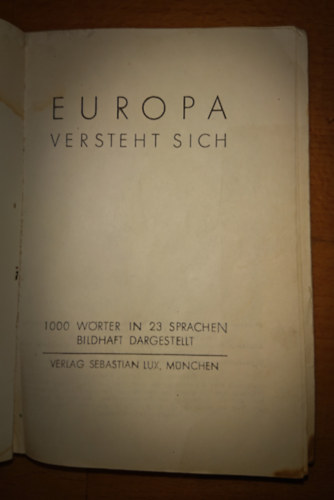 EUROPA
VERSTEHT SICH
1000 WÖRTER IN 23 SPRACHEN
BILDHAFT DARGESTELLT
VERLAG SEBASTIAN LUX, MÜNCHEN